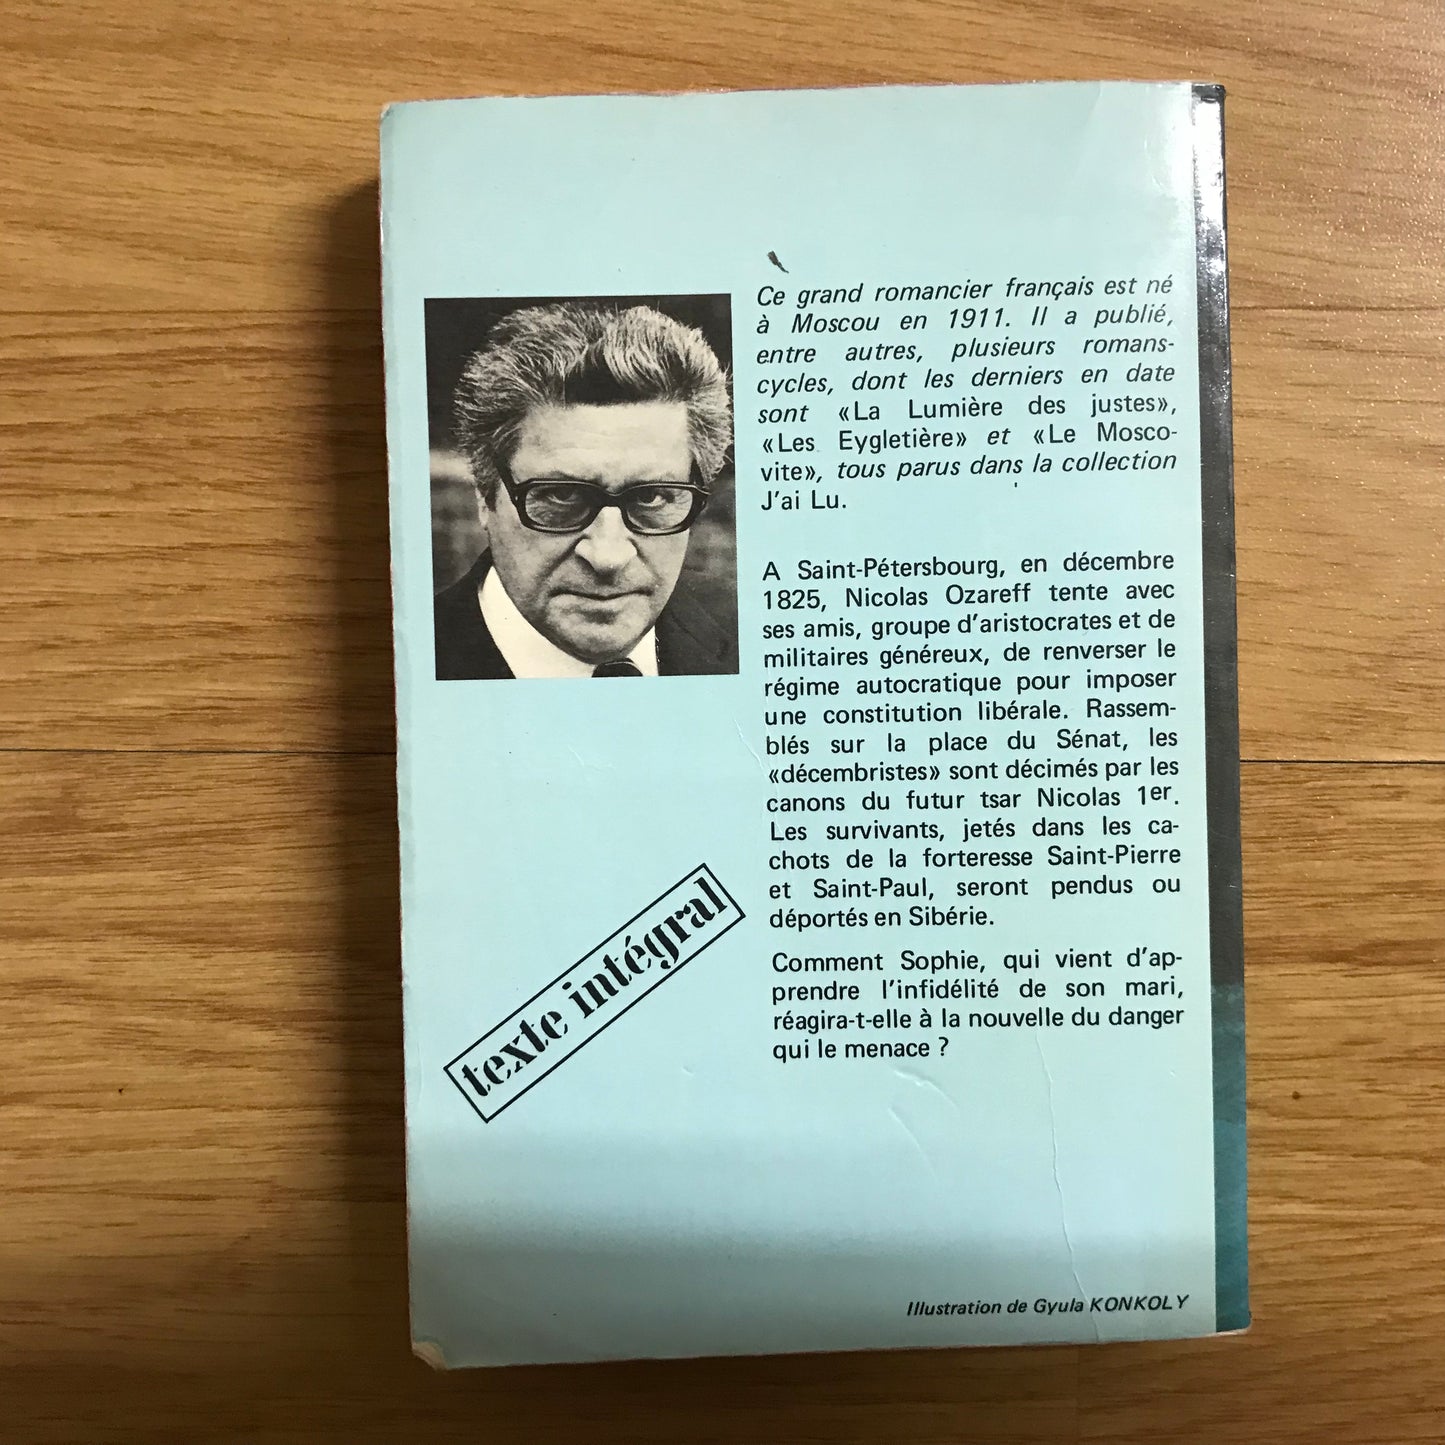 Ce grand romancier français est né
à Moscou en 1911. Il a publié,
entre autres, plusieurs romans-
cycles, dont les derniers en date
sont «La Lumière des justes»,
«Les Eygletière» et «Le Mosco-
vite», tous parus dans la collection
J'ai Lu.
A Saint-Pétersbourg, en décembre
1825, Nicolas Ozareff tente avec
ses amis, groupe d'aristocrates et de
militaires généreux, de renverser le
régime autocratique pour imposer
une constitution libérale. Rassem-
blés sur la place du Sénat, les
«décembristes» sont décimés par les
canons du futur tsar Nicolas 1er.
Les survivants, jetés dans les ca-
chots de la forteresse Saint-Pierre
et Saint-Paul, seront pendus ou
déportés en Sibérie.
Comment Sophie, qui vient d'ap-
prendre l'infidélité de son mari,
réagira-t-elle à la nouvelle du danger
qui le menace ?
texte intégral
Illustration de Gyula KONKOLY